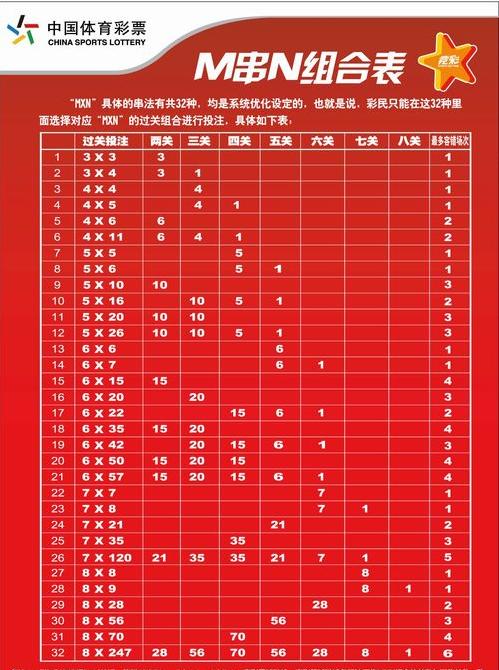 中国体育彩票
CHINA SPORTS LOTTERY
M串N组合表
竞彩
“MXN”具体的串法有共32种，均是系统优化设定的，也就是说，彩民只能在这32种里
面选择对应“MXN”的过关组合进行投注，具体如下表：
过关投注 两关 三关 四关 五关 六关 七关 八关 最多容错场次
1 3 X 3 3 1
2 3 X 4 3 1 1
3 4 X 4 4 1
4 4 X 5 4 1 1
5 4 X 6 6 2
6 4 X 11 6 4 1 2
7 5 X 5 5 1
8 5 X 6 5 1 1
9 5 X 10 10 3
10 5 X 16 10 5 1 2
11 5 X 20 10 10 3
12 5 X 26 10 10 5 1 3
13 6 X 6 6 1
14 6 X 7 6 1 1
15 6 X 15 15 4
16 6 X 20 20 3
17 6 X 22 15 6 1 2
18 6 X 35 15 20 4
19 6 X 42 20 15 6 1 3
20 6 X 50 15 20 15 4
21 6 X 57 15 20 15 6 1 4
22 7 X 7 7 1
23 7 X 8 7 1 1
24 7 X 21 21 2
25 7 X 35 35 3
26 7 X 120 21 35 35 21 7 1 5
27 8 X 8 8 1
28 8 X 9 8 1 1
29 8 X 28 28 2
30 8 X 56 56 3
31 8 X 70 70 4
32 8 X 247 28 56 70 56 28 8 1 6